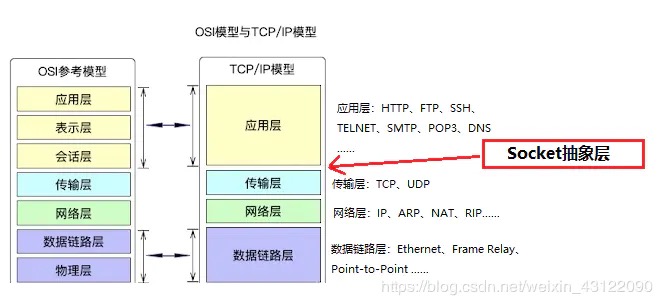 OSI模型与TCP/IP模型
OSI参考模型
应用层
表示层
会话层
传输层
网络层
数据链路层
物理层
TCP/IP模型
应用层
传输层
网络层
数据链路层
应用层：HTTP、FTP、SSH、
TELNET、SMTP、POP3、DNS
......
Socket抽象层
传输层：TCP、UDP
网络层：IP、ARP、NAT、RIP......
数据链路层：Ethernet、Frame Relay、
Point-to-Point ......
https://blog.csdn.net/weixin_43122090